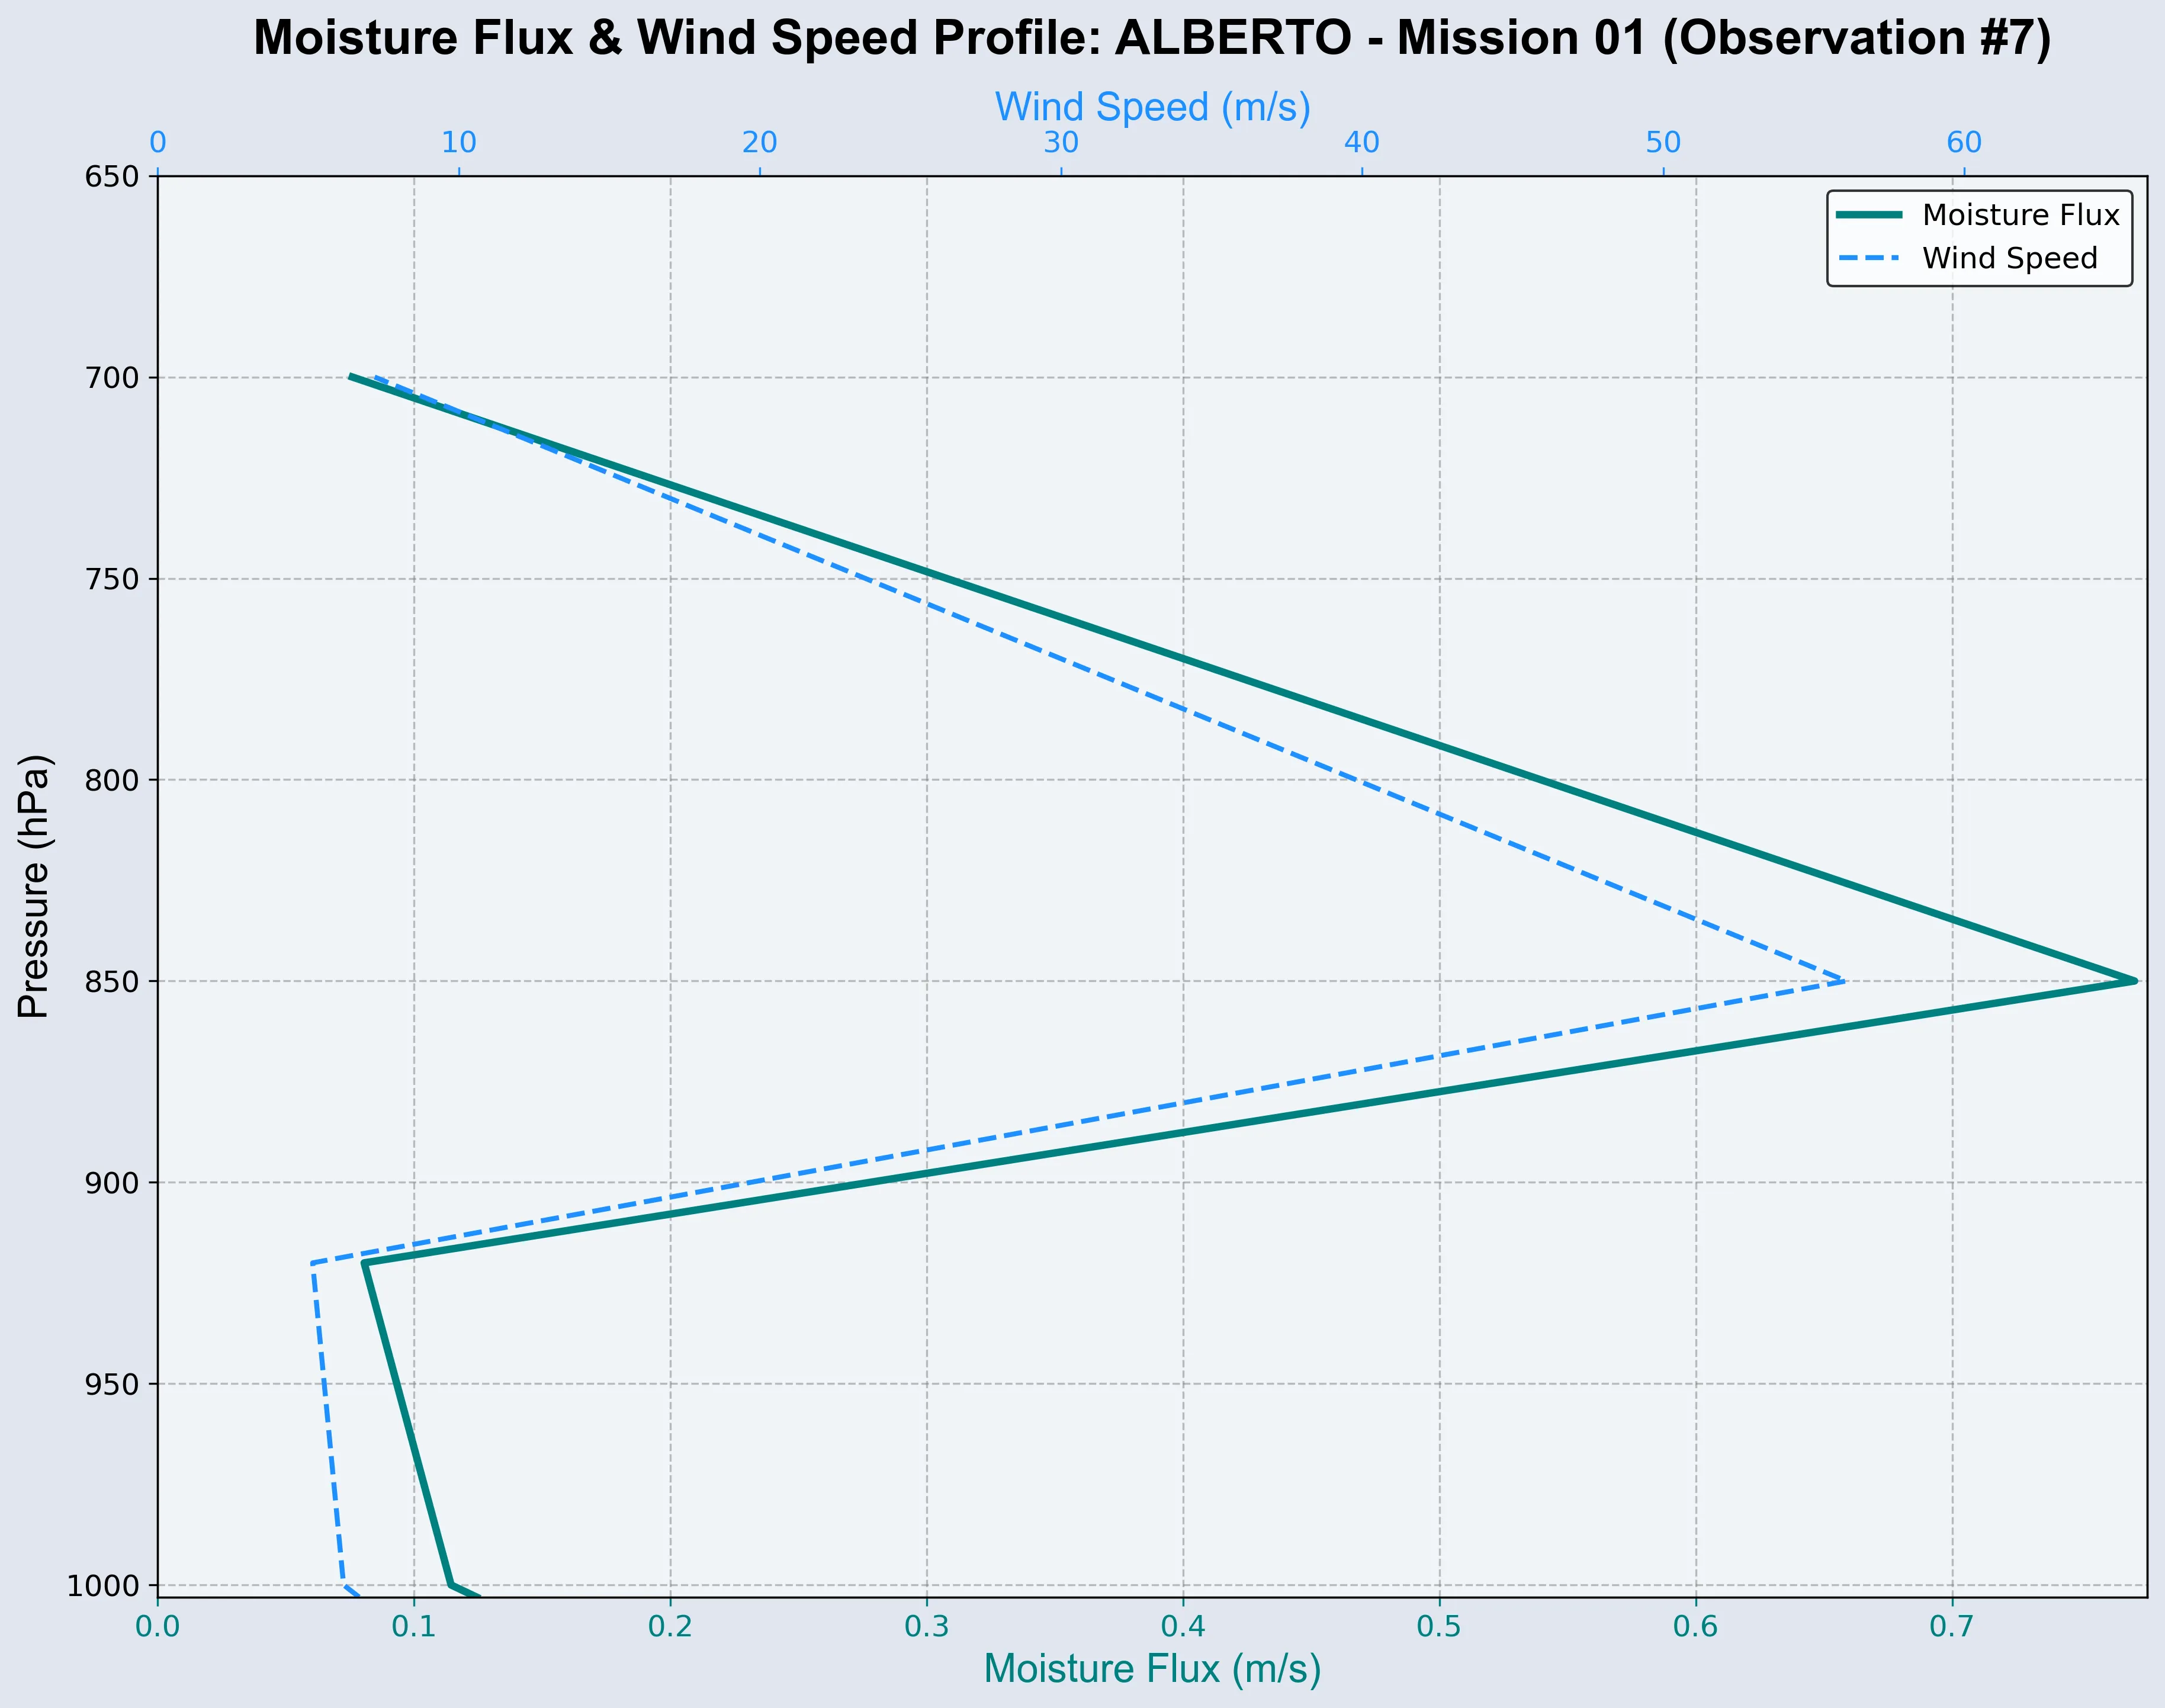 Moisture Flux & Wind Speed Profile: ALBERTO - Mission 01 (Observation #7)
Wind Speed (m/s)
0 10 20 30 40 50 60
650
Moisture Flux
Wind Speed
700
750
800
Pressure (hPa)
850
900
950
1000
0.0 0.1 0.2 0.3 0.4 0.5 0.6 0.7
Moisture Flux (m/s)